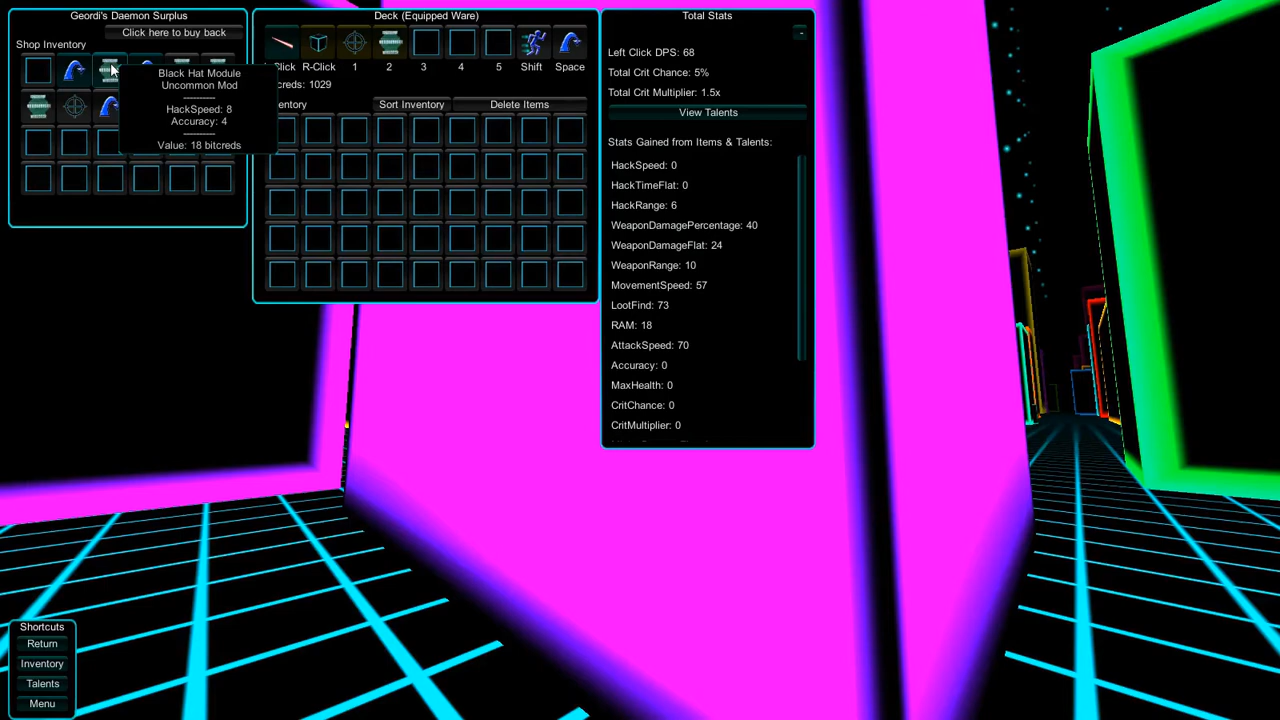 Geordi's Daemon Surplus
Click here to buy back
Shop Inventory
Black Hat Module
Uncommon Mod
HackSpeed: 8
Accuracy: 4
Value: 18 bitcreds
Deck (Equipped Ware)
Click R-Click 1 2 3 4 5 Shift Space
creds: 1029
entory
Sort Inventory
Delete Items
Total Stats
-
Left Click DPS: 68
Total Crit Chance: 5%
Total Crit Multiplier: 1.5x
View Talents
Stats Gained from Items & Talents:
HackSpeed: 0
HackTimeFlat: 0
HackRange: 6
WeaponDamagePercentage: 40
WeaponDamageFlat: 24
WeaponRange: 10
MovementSpeed: 57
LootFind: 73
RAM: 18
AttackSpeed: 70
Accuracy: 0
MaxHealth: 0
CritChance: 0
CritMultiplier: 0
Shortcuts
Return
Inventory
Talents
Menu